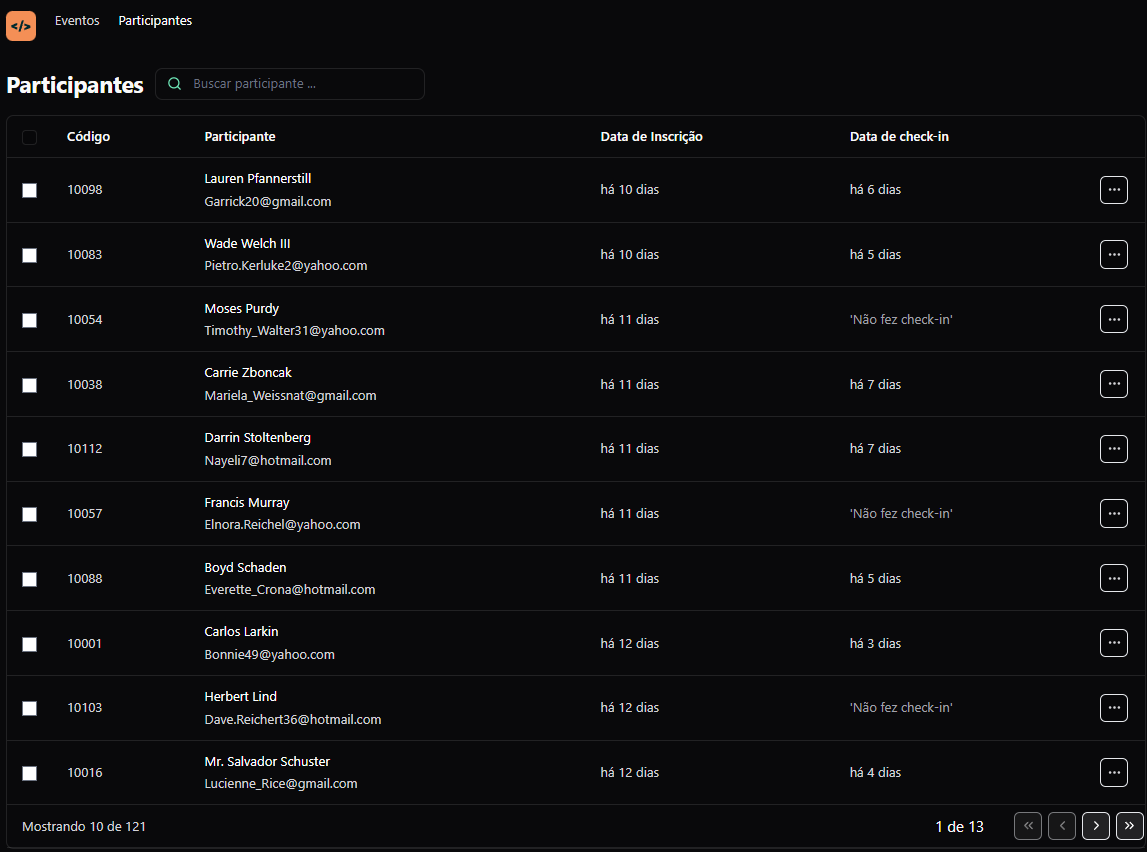 </>
Eventos Participantes
Participantes
Buscar participante ...
Código Participante Data de Inscrição Data de check-in
Lauren Pfannerstill
10098 há 10 dias há 6 dias
Garrick20@gmail.com
Wade Welch III
10083 há 10 dias há 5 dias
Pietro.Kerluke2@yahoo.com
Moses Purdy
10054 há 11 dias 'Não fez check-in'
Timothy_Walter31@yahoo.com
Carrie Zboncak
10038 há 11 dias há 7 dias
Mariela_Weissnat@gmail.com
Darrin Stoltenberg
10112 há 11 dias há 7 dias
Nayeli7@hotmail.com
Francis Murray
10057 há 11 dias 'Não fez check-in'
Elnora.Reichel@yahoo.com
Boyd Schaden
10088 há 11 dias há 5 dias
Everette_Crona@hotmail.com
Carlos Larkin
10001 há 12 dias há 3 dias
Bonnie49@yahoo.com
Herbert Lind
10103 há 12 dias 'Não fez check-in'
Dave.Reichert36@hotmail.com
Mr. Salvador Schuster
10016 há 12 dias há 4 dias
Lucienne_Rice@gmail.com
Mostrando 10 de 121 1 de 13